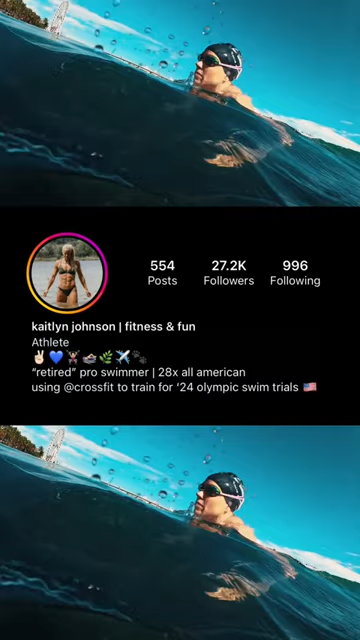 554 27.2K 996
Posts Followers Following
kaitlyn johnson | fitness & fun
Athlete
✌🏻💙🏋🏼‍♀️🏊🏼‍♀️🌿✈️🐾
“retired” pro swimmer | 28x all american
using @crossfit to train for ‘24 olympic swim trials 🇺🇸